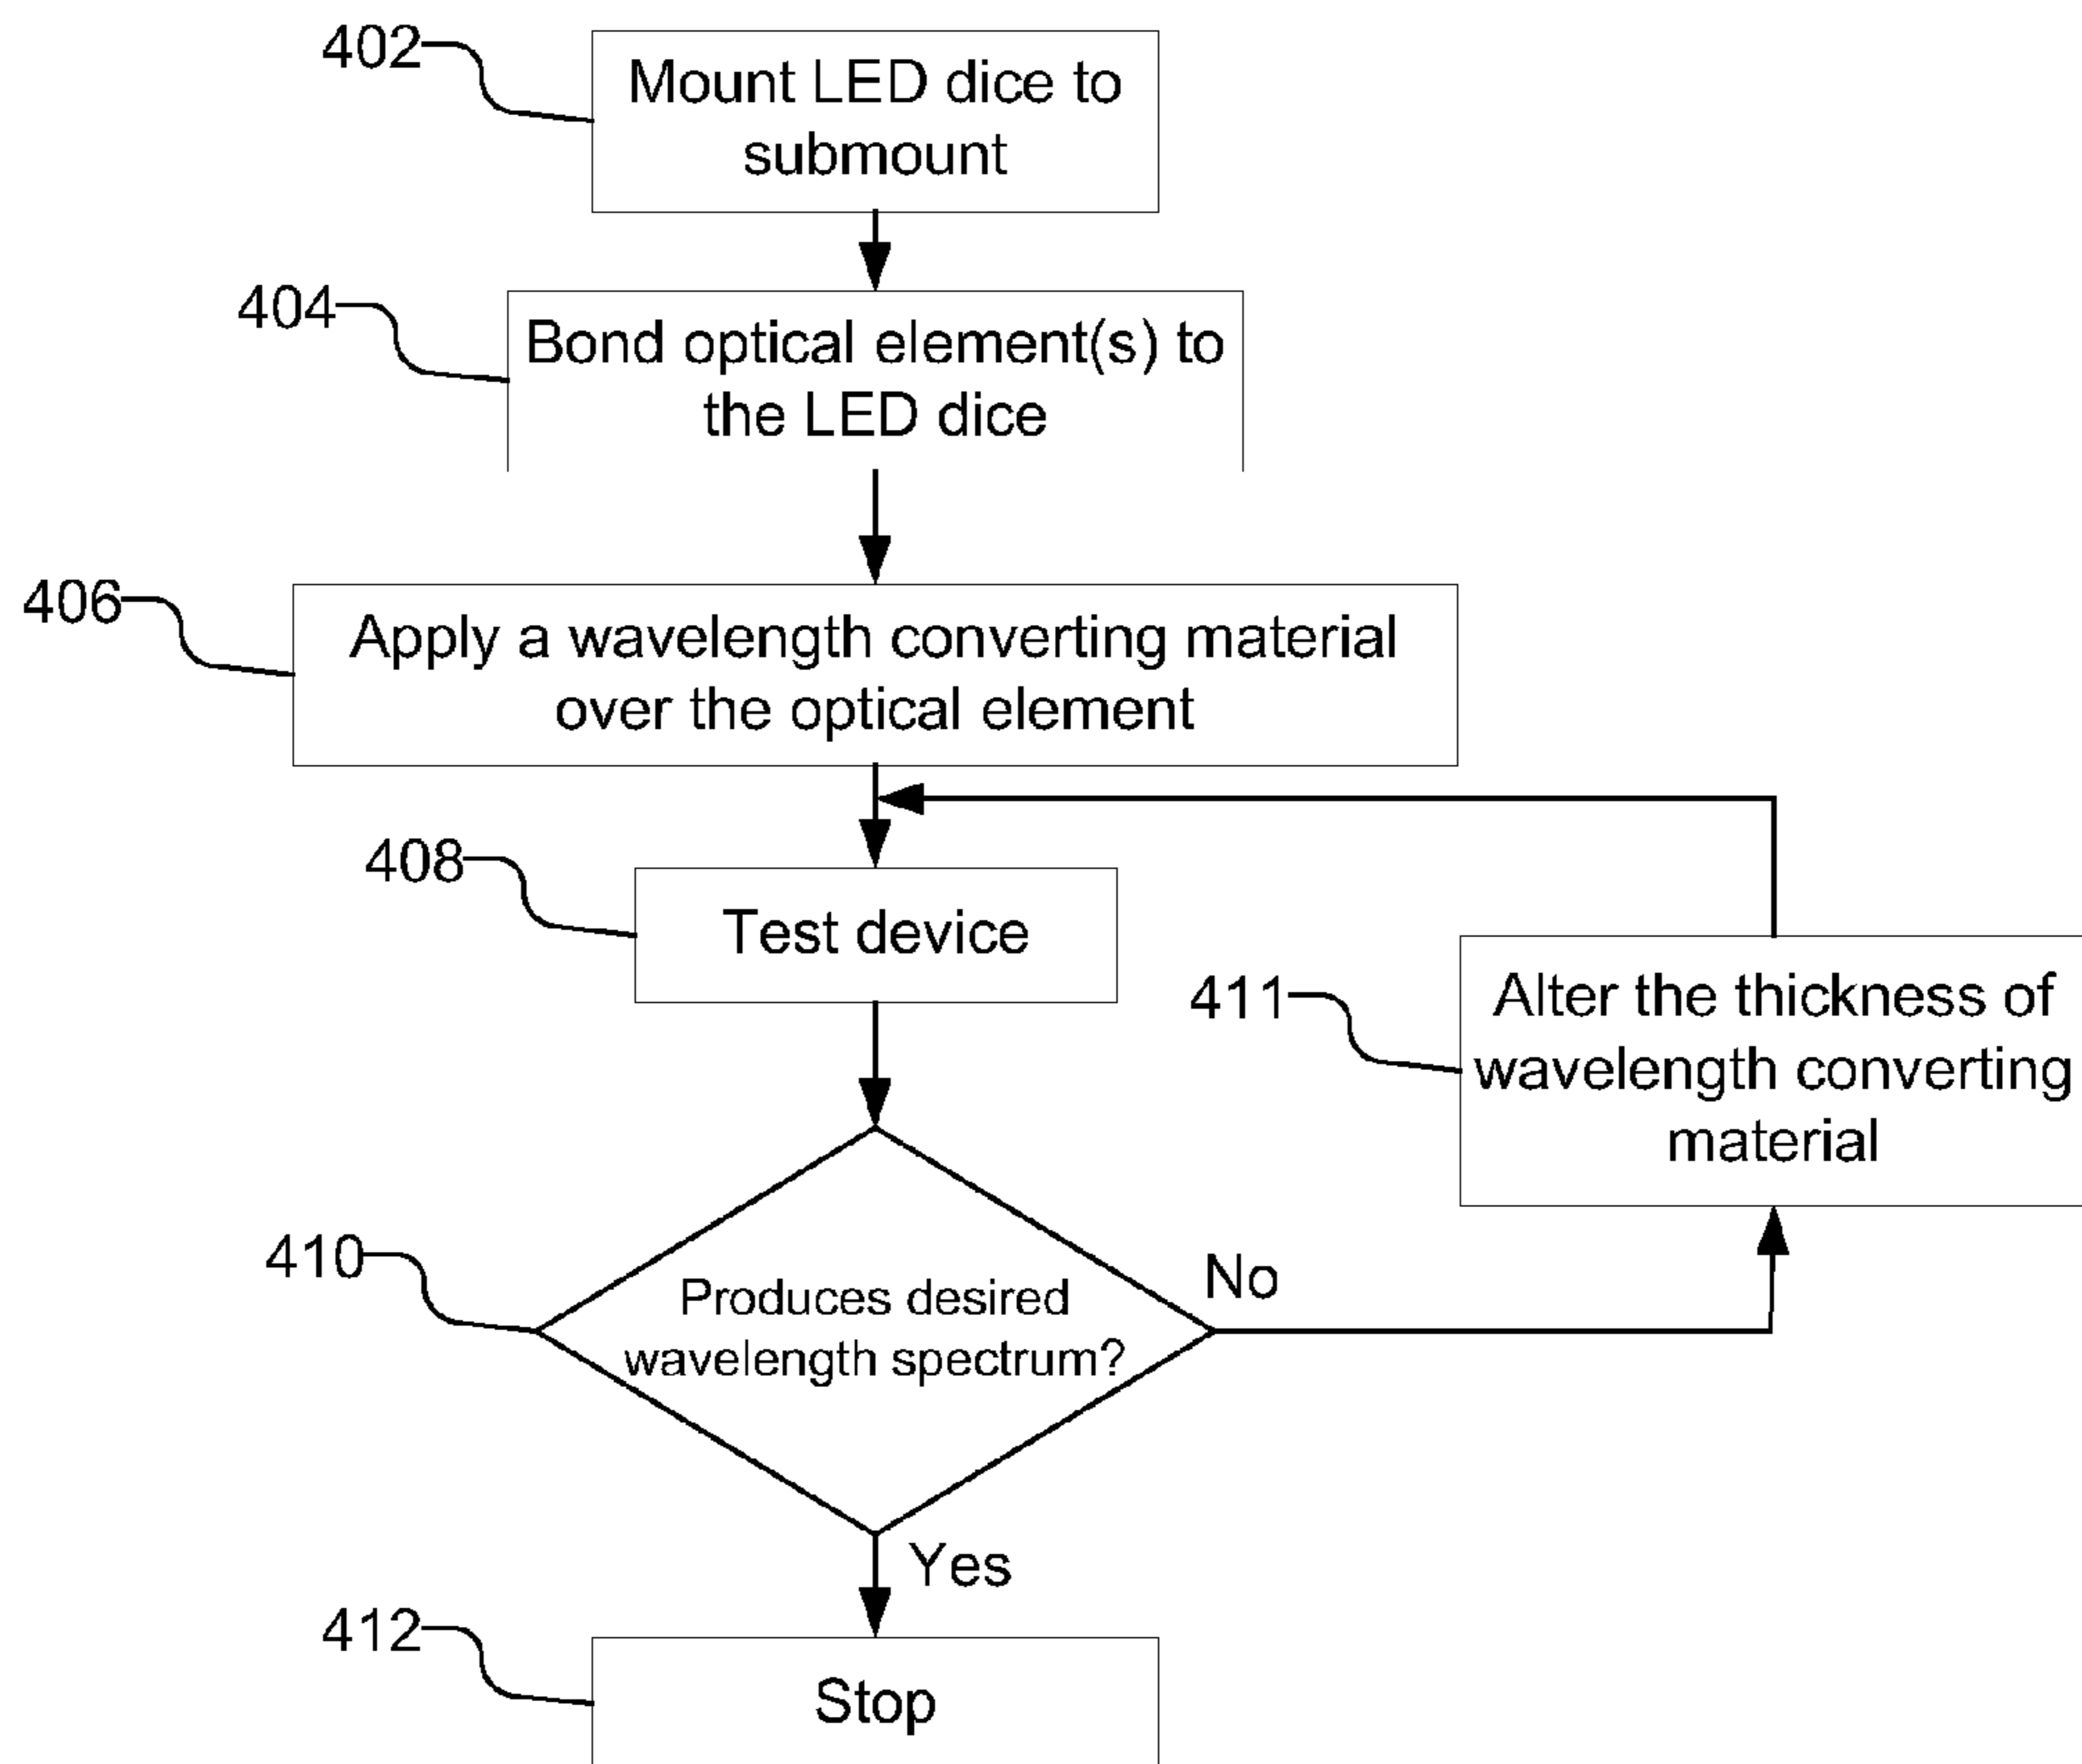 402
Mount LED dice to
submount
404
Bond optical element(s) to
the LED dice
406
Apply a wavelength converting material
over the optical element
408
Test device
411
Alter the thickness of
wavelength converting
material
410
Produces desired
wavelength spectrum?
No
Yes
412
Stop